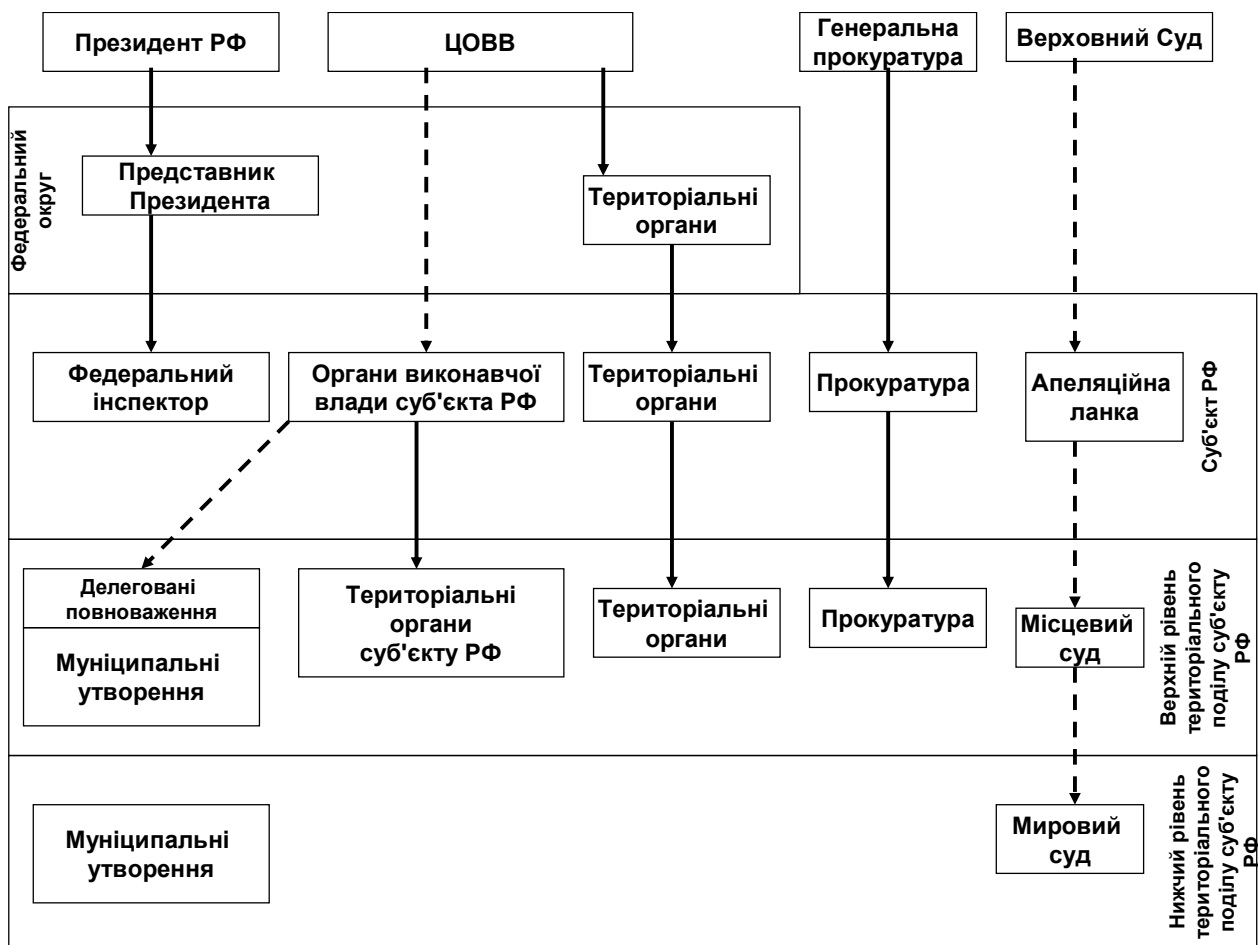 Президент РФ
ЦОВВ
Генеральна
прокуратура
Верховний Суд
Федеральний
округ
Представник
Президента
Територіальні
органи
Федеральний
інспектор
Органи виконавчої
влади суб'єкта РФ
Територіальні
органи
Прокуратура
Апеляційна
ланка
Суб'єкт РФ
Делеговані
повноваження
Муніципальні
утворення
Територіальні
органи
суб'єкту РФ
Територіальні
органи
Прокуратура
Місцевий
суд
Верхній рівень
територіального
поділу суб'єкту
РФ
Муніципальні
утворення
Мировий
суд
Нижчий рівень
територіального
поділу суб'єкту
РФ